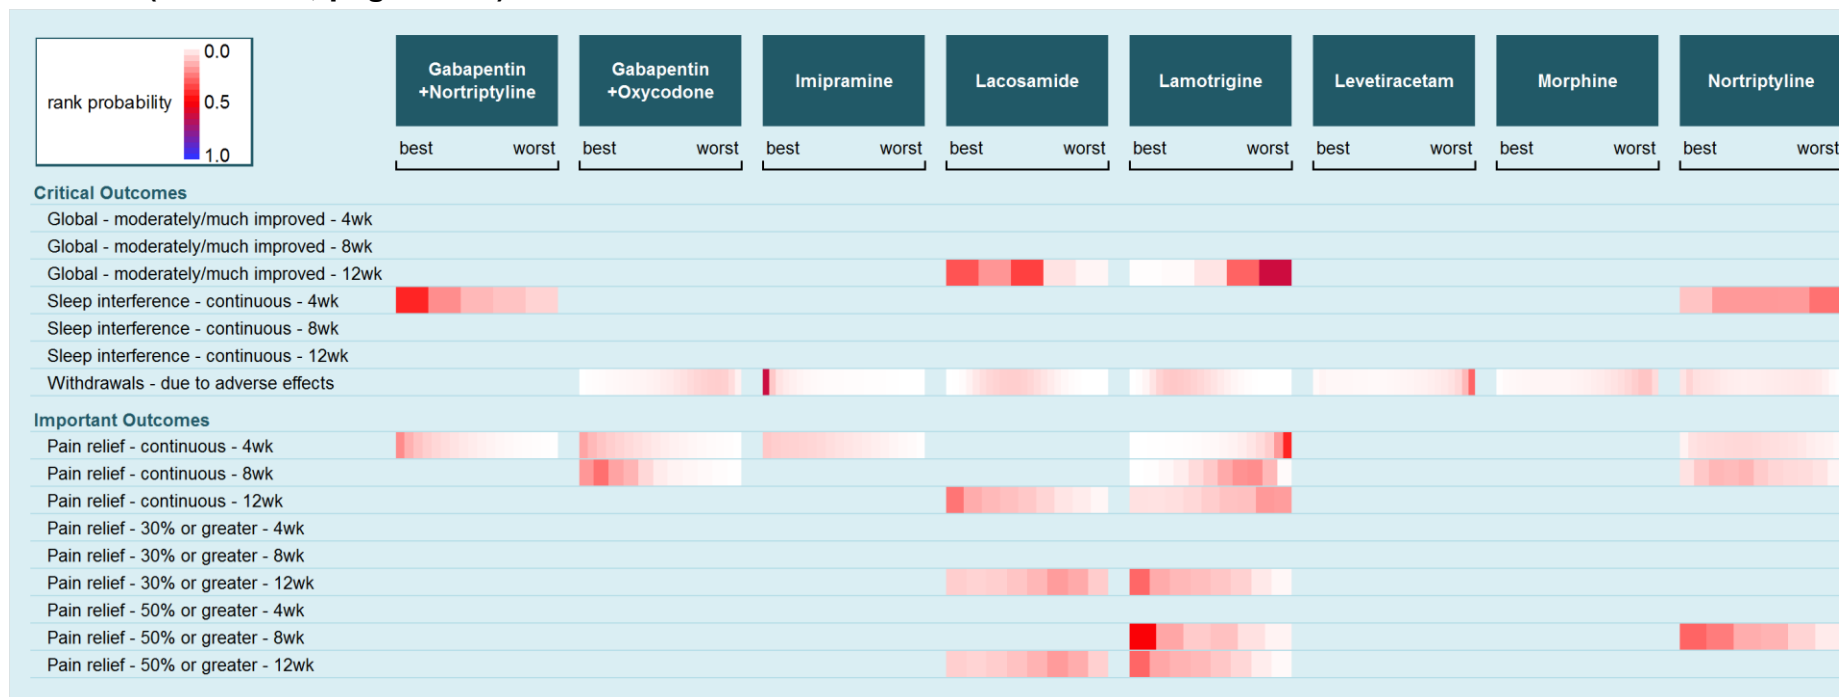 rank probability
0.0
0.5
1.0
Gabapentin
+Nortriptyline
Gabapentin
+Oxycodone
Imipramine
Lacosamide
Lamotrigine
Levetiracetam
Morphine
Nortriptyline
best worst best worst best worst best worst best worst best worst best worst best worst
Critical Outcomes
Global - moderately/much improved - 4wk
Global - moderately/much improved - 8wk
Global - moderately/much improved - 12wk
Sleep interference - continuous - 4wk
Sleep interference - continuous - 8wk
Sleep interference - continuous - 12wk
Withdrawals - due to adverse effects
Important Outcomes
Pain relief - continuous - 4wk
Pain relief - continuous - 8wk
Pain relief - continuous - 12wk
Pain relief - 30% or greater - 4wk
Pain relief - 30% or greater - 8wk
Pain relief - 30% or greater - 12wk
Pain relief - 50% or greater - 4wk
Pain relief - 50% or greater - 8wk
Pain relief - 50% or greater - 12wk